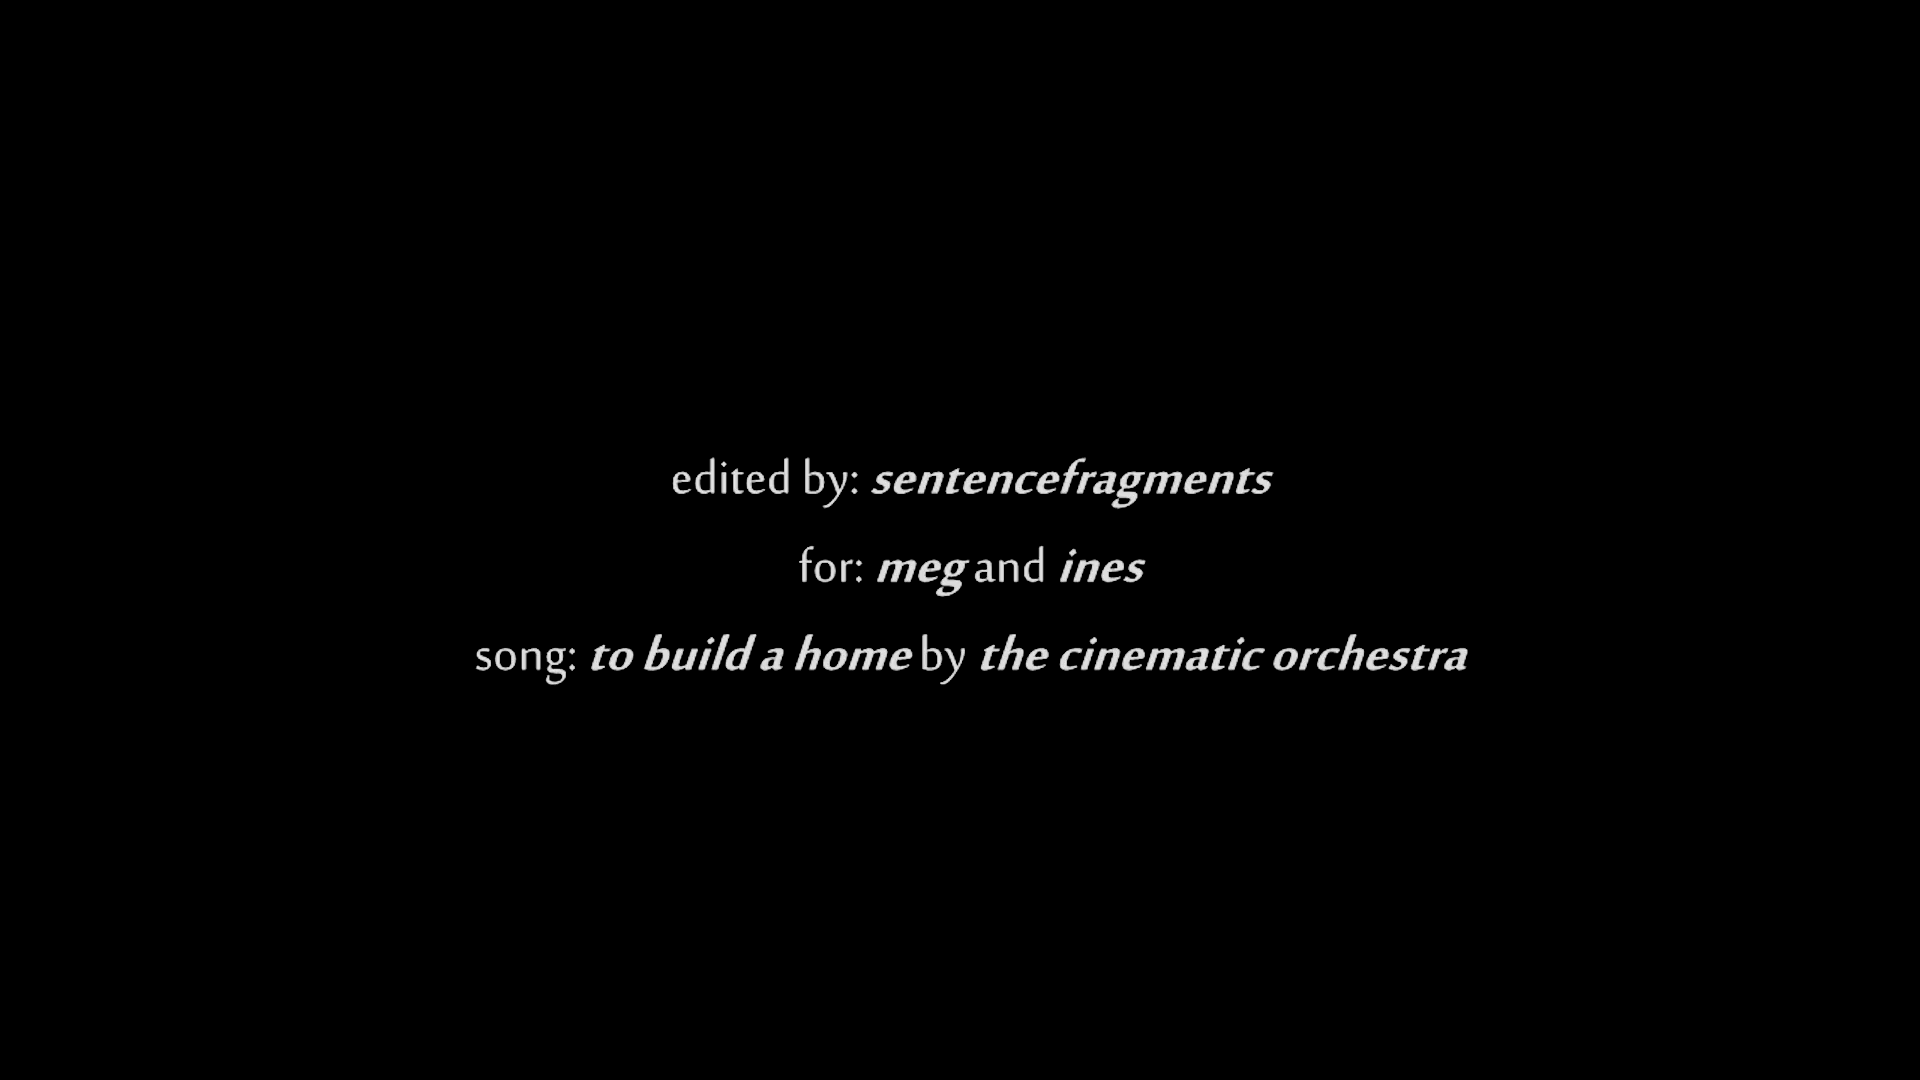 edited by: sentencefragments
for: meg and ines
song: to build a home by the cinematic orchestra